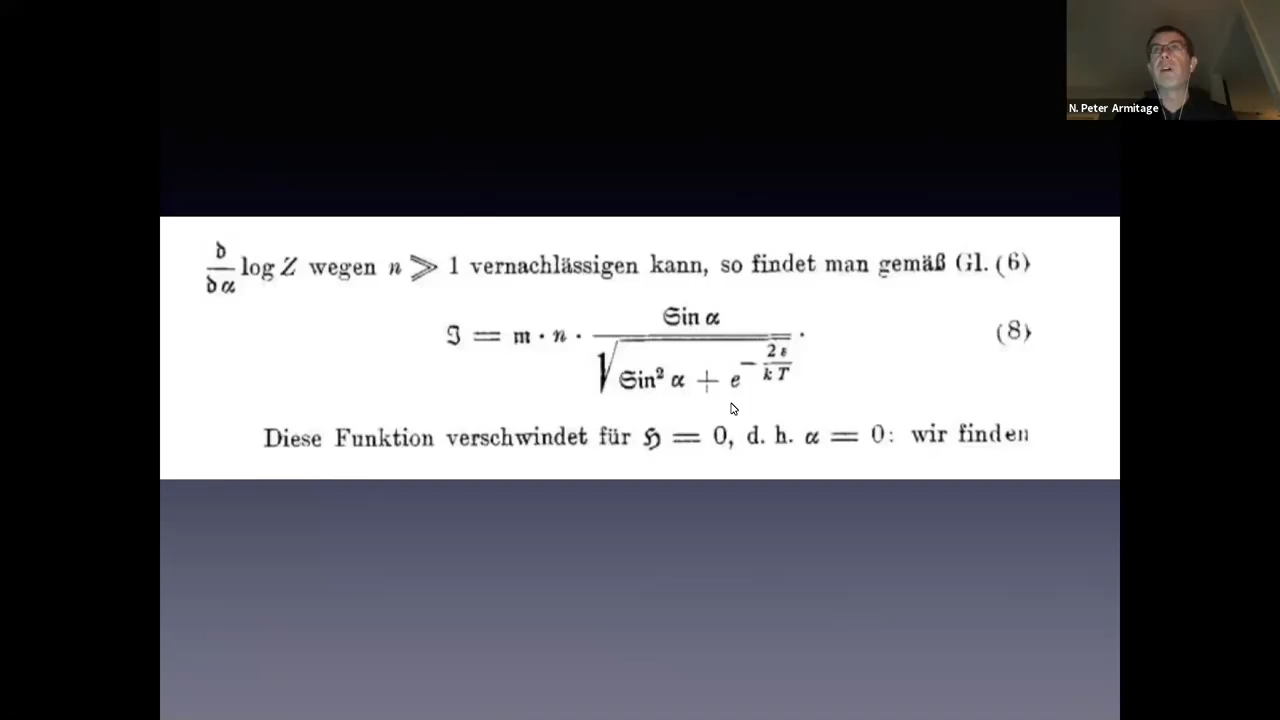 N. Peter Armitage
𝔡/𝔡α log Z wegen n ≫ 1 vernachlässigen kann, so findet man gemäß Gl. (6)
ℑ = 𝔪 · n · 𝔖in α / √(𝔖in² α + e^(− 2ε/kT)) . (8)
Diese Funktion verschwindet für ℌ = 0, d. h. α = 0: wir finden